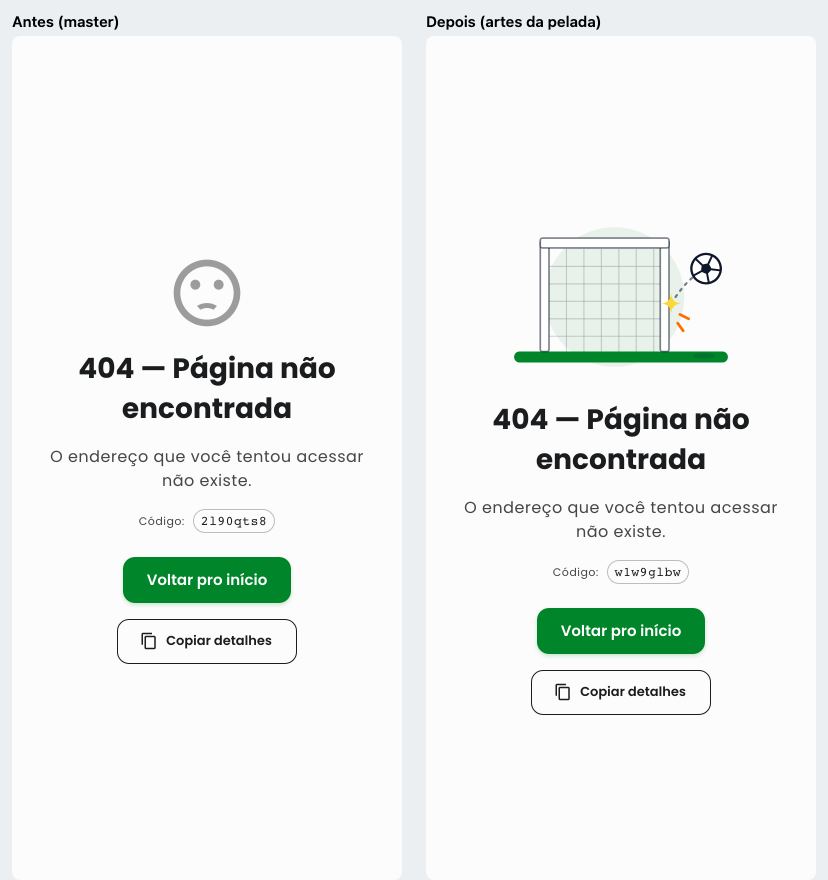 Antes (master)
404 — Página não
encontrada
O endereço que você tentou acessar
não existe.
Código: 2l90qts8
Voltar pro início
Copiar detalhes
Depois (artes da pelada)
404 — Página não
encontrada
O endereço que você tentou acessar
não existe.
Código: w1w9glbw
Voltar pro início
Copiar detalhes